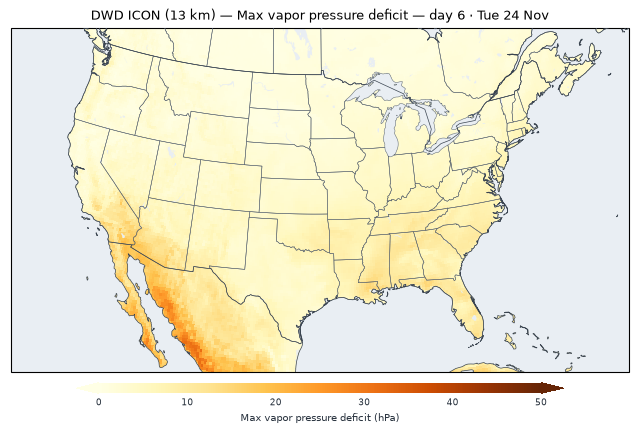 DWD ICON (13 km) — Max vapor pressure deficit — day 6 · Tue 24 Nov
0 10 20 30 40 50
Max vapor pressure deficit (hPa)